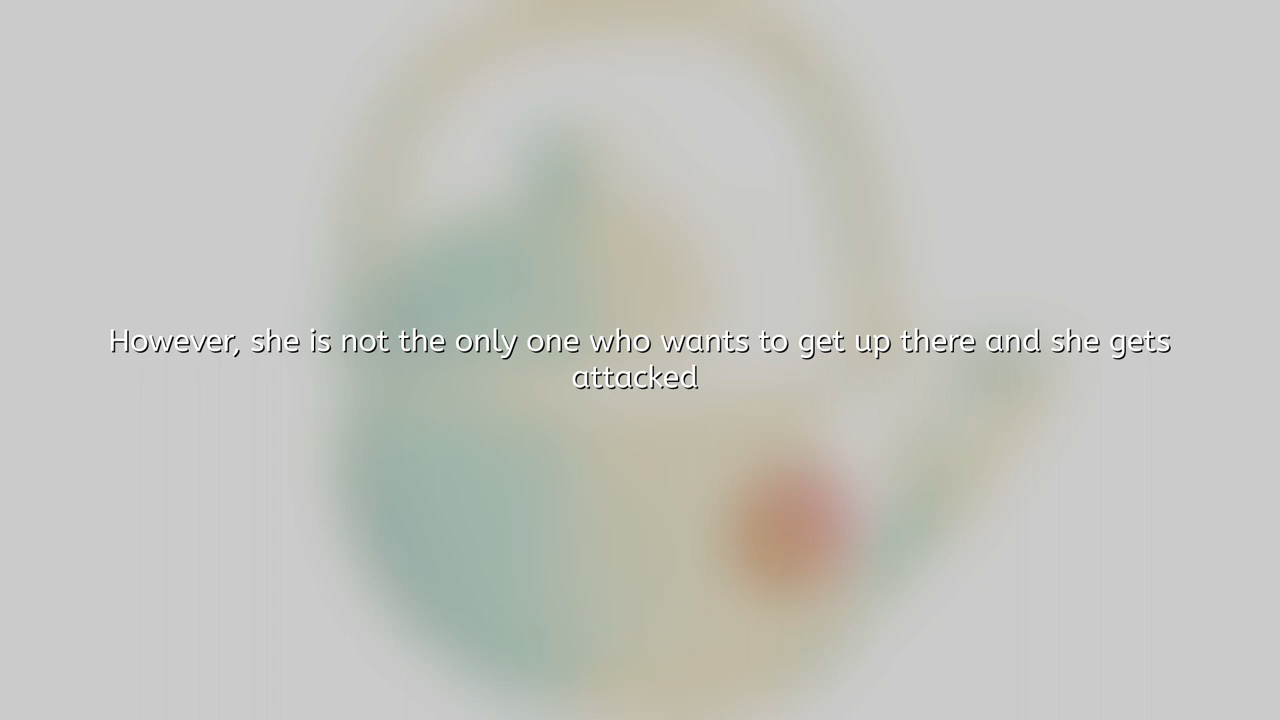 However, she is not the only one who wants to get up there and she gets
attacked